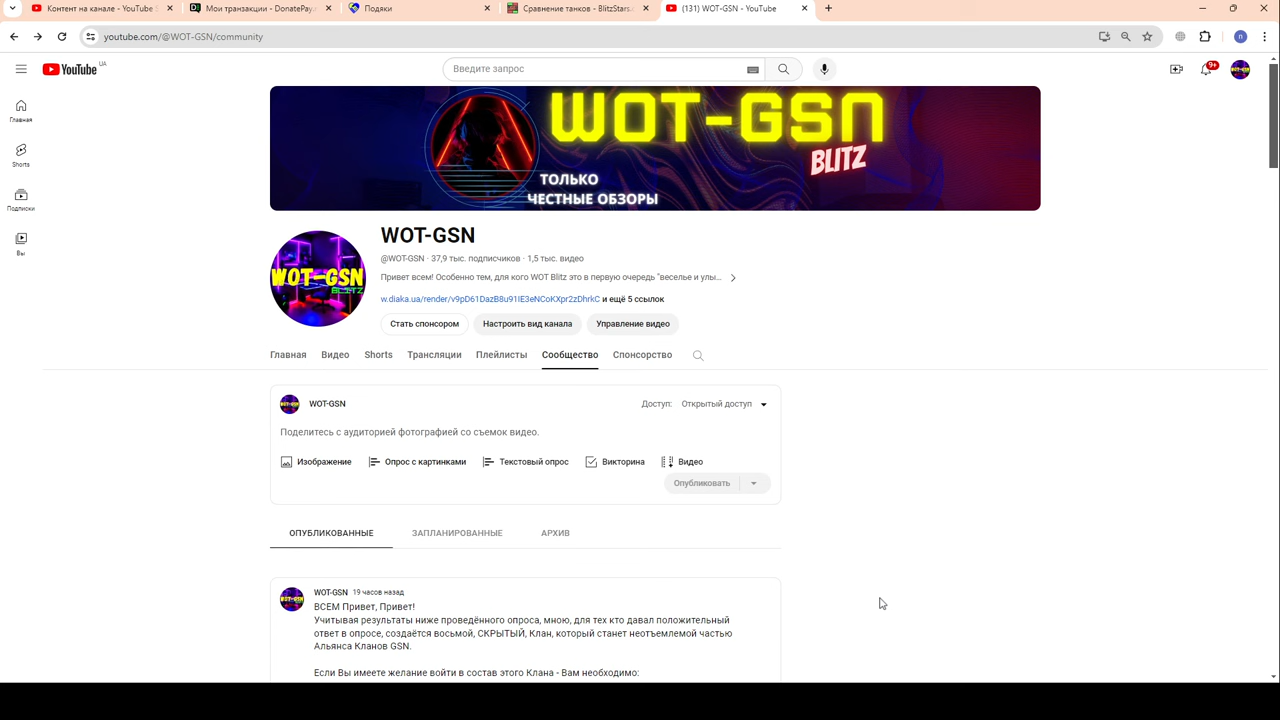 Контент на канале - YouTube S
Мои транзакции - DonatePay
Подяки
Сравнение танков - BlitzStars.c
(131) WOT-GSN - YouTube
youtube.com/@WOT-GSN/community
n
YouTube UA
Введите запрос
9+
Главная
Shorts
Подписки
Вы
WOT-GSN
BLITZ
ТОЛЬКО
ЧЕСТНЫЕ ОБЗОРЫ
WOT-GSN
BLITZ
WOT-GSN
@WOT-GSN · 37,9 тыс. подписчиков · 1,5 тыс. видео
Привет всем! Особенно тем, для кого WOT Blitz это в первую очередь "веселье и улы...
w.diaka.ua/render/v9pD61DazB8u91IE3eNCoKXpr2zDhrkC и ещё 5 ссылок
Стать спонсором Настроить вид канала Управление видео
Главная Видео Shorts Трансляции Плейлисты Сообщество Спонсорство
WOT-GSN Доступ: Открытый доступ
Поделитесь с аудиторией фотографией со съемок видео.
Изображение Опрос с картинками Текстовый опрос Викторина Видео
Опубликовать
ОПУБЛИКОВАННЫЕ ЗАПЛАНИРОВАННЫЕ АРХИВ
WOT-GSN 19 часов назад
ВСЕМ Привет, Привет!
Учитывая результаты ниже проведённого опроса, мною, для тех кто давал положительный
ответ в опросе, создаётся восьмой, СКРЫТЫЙ, Клан, который станет неотъемлемой частью
Альянса Кланов GSN.
Если Вы имеете желание войти в состав этого Клана - Вам необходимо: